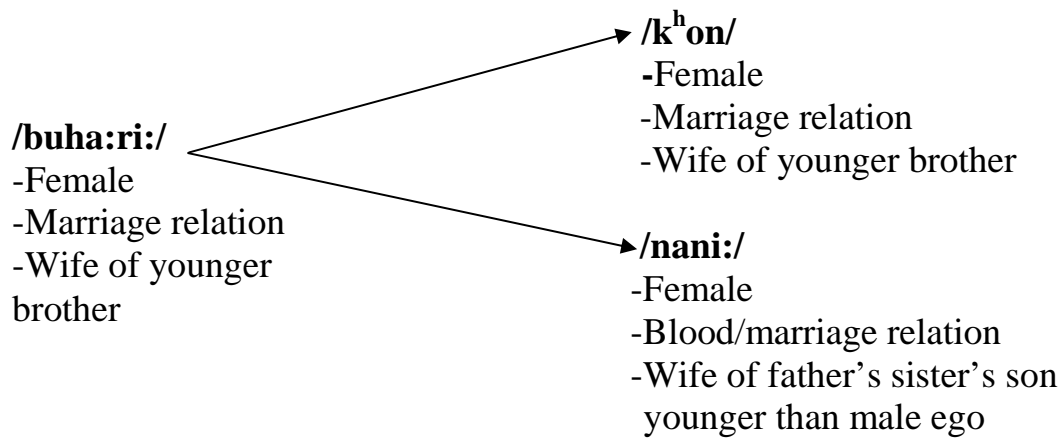 /buha:ri:/
-Female
-Marriage relation
-Wife of younger
brother
/kʰon/
-Female
-Marriage relation
-Wife of younger brother
/nani:/
-Female
-Blood/marriage relation
-Wife of father’s sister’s son
younger than male ego